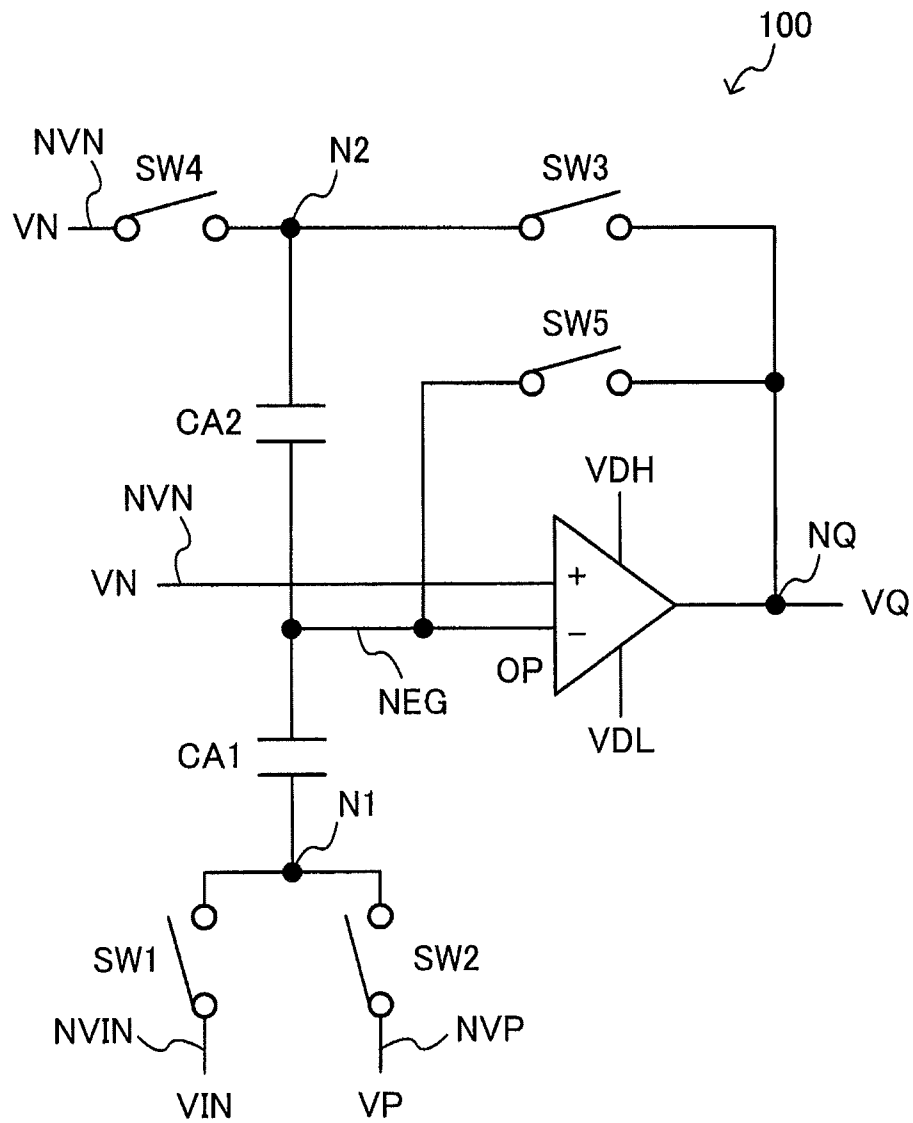 100
NVN
SW4
N2
SW3
VN
SW5
CA2
VDH
NVN
NQ
VN
+
VQ
−
OP
NEG
VDL
CA1
N1
SW1
SW2
NVIN
NVP
VIN
VP